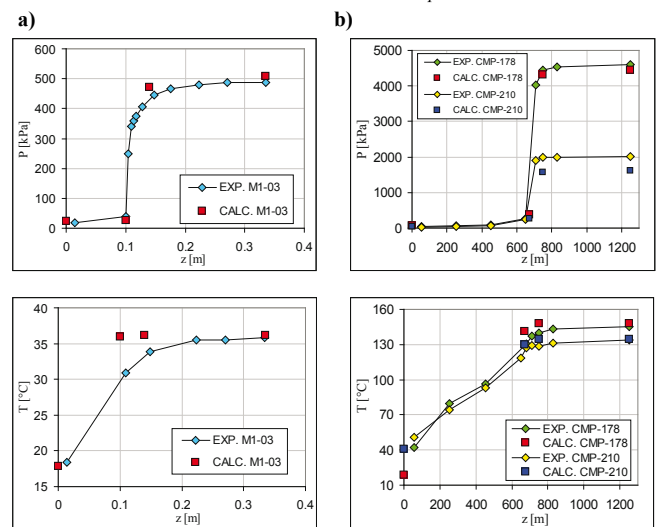 p
a)
b)
600
500
400
300
200
100
0
P [kPa]
EXP. M1-03
CALC. M1-03
0
0.1
0.2
0.3
0.4
z [m]
5000
4000
3000
2000
1000
0
P [kPa]
EXP. CMP-178
CALC. CMP-178
EXP. CMP-210
CALC. CMP-210
0
200
400
600
800
1000
1200
z [m]
40
35
30
25
20
15
T [°C]
EXP. M1-03
CALC. M1-03
0
0.1
0.2
0.3
0.4
z [m]
160
130
100
70
40
10
T [°C]
EXP. CMP-178
CALC. CMP-178
EXP. CMP-210
CALC. CMP-210
0
200
400
600
800
1000
1200
z [m]